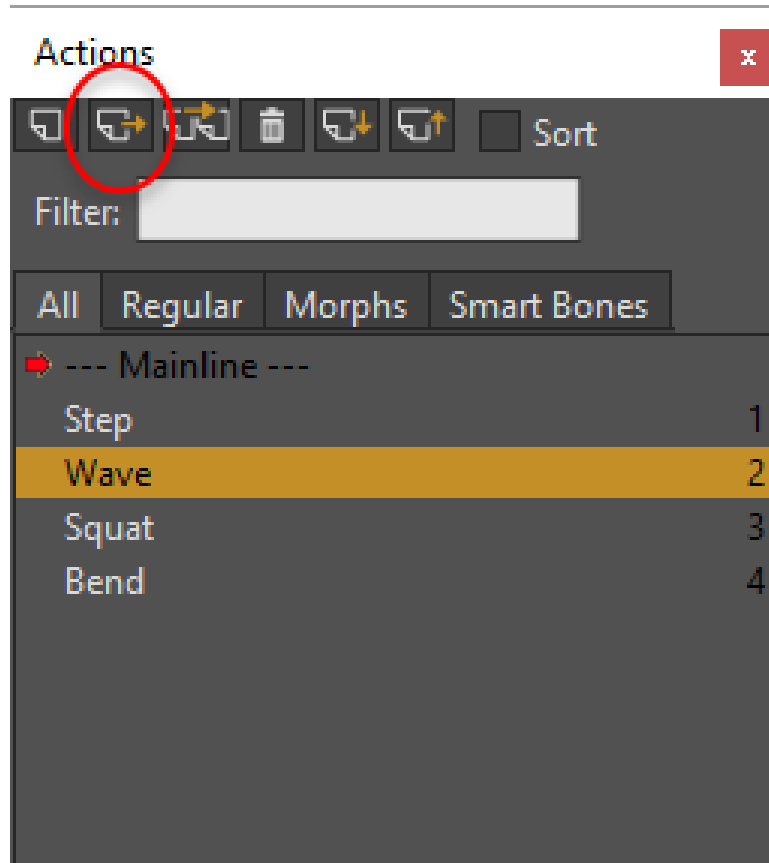 Actions
x
Sort
Filter:
All Regular Morphs Smart Bones
--- Mainline ---
Step 1
Wave 2
Squat 3
Bend 4